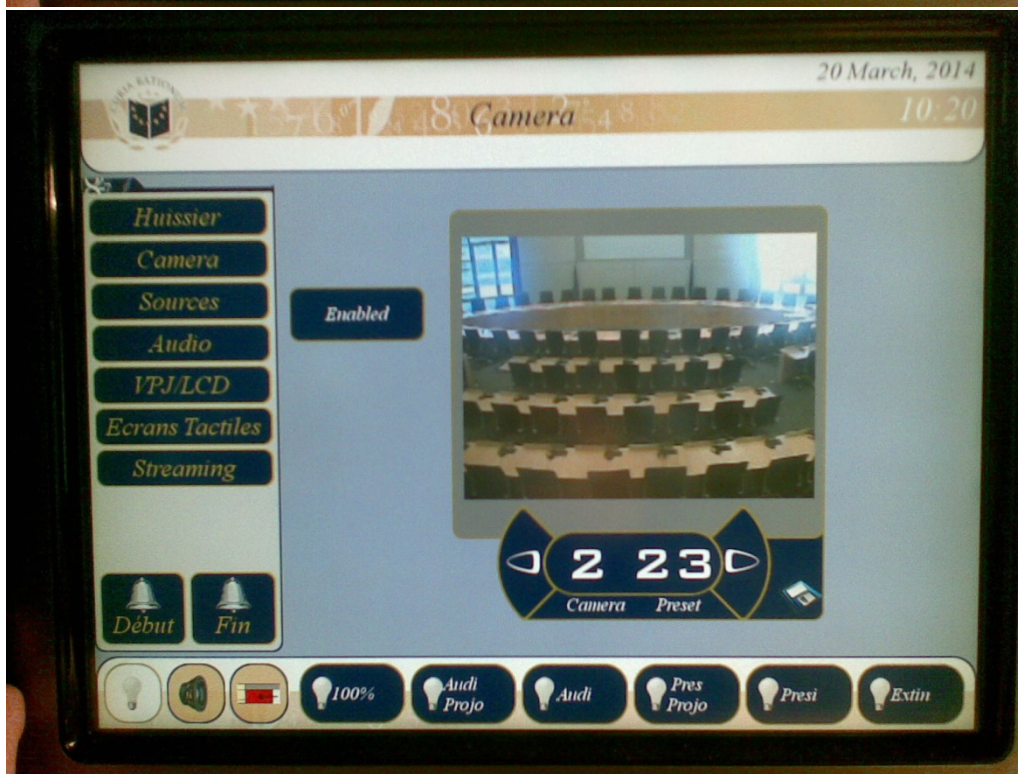 20 March, 2014
Camera
10:20
Huissier
Camera
Sources
Audio
VPJ/LCD
Ecrans Tactiles
Streaming
Enabled
2 23
Camera Preset
Début
Fin
100%
Audi
Projo
Audi
Pres
Projo
Presi
Extin